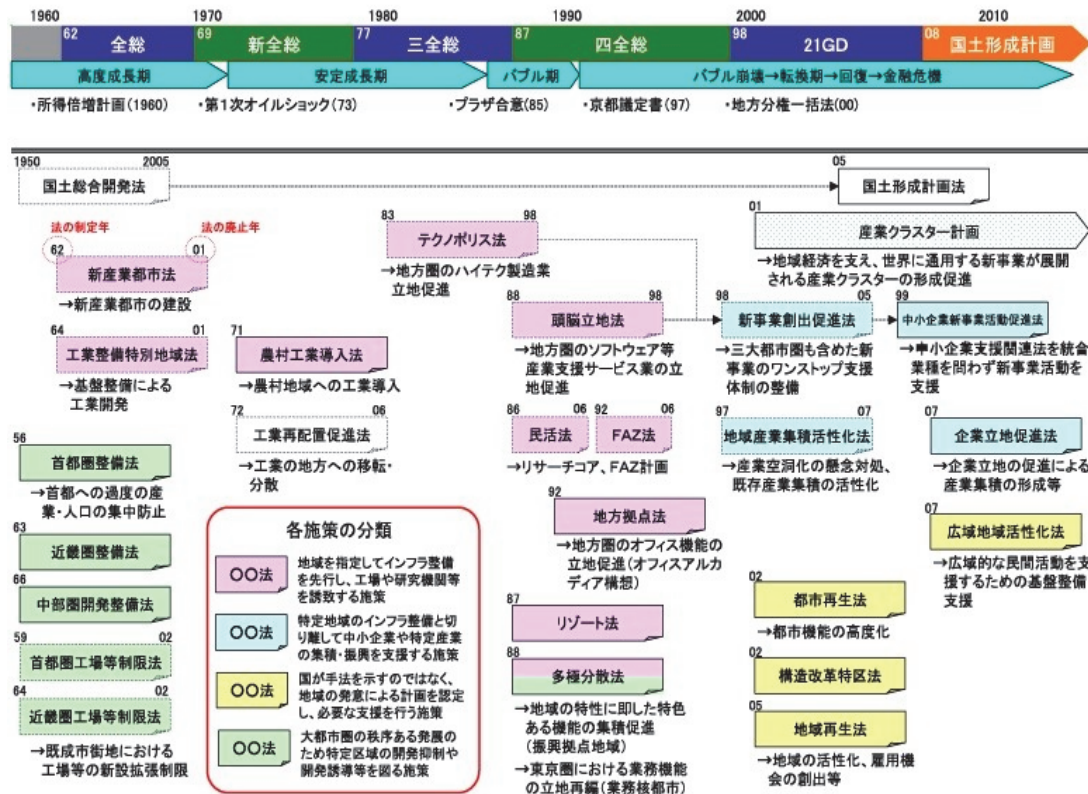 1960 1970 1980 1990 2000 2010
62 全総 69 新全総 77 三全総 87 四全総 98 21GD 08 国土形成計画
高度成長期 安定成長期 バブル期 バブル崩壊→転換期→回復→金融危機
・所得倍増計画(1960) ・第1次オイルショック(73) ・プラザ合意(85) ・京都議定書(97) ・地方分権一括法(00)
1950 2005
国土総合開発法
05
国土形成計画法
法の制定年 法の廃止年
62 01
新産業都市法
→新産業都市の建設
64 01
工業整備特別地域法
→基盤整備による
工業開発
56
首都圏整備法
→首都への過度の産
業・人口の集中防止
63
近畿圏整備法
66
中部圏開発整備法
59 02
首都圏工場等制限法
64 02
近畿圏工場等制限法
→既成市街地における
工場等の新設拡張制限
71
農村工業導入法
→農村地域への工業導入
72 06
工業再配置促進法
→工業の地方への移転・
分散
83 98
テクノポリス法
→地方圏のハイテク製造業
立地促進
88 98
頭脳立地法
→地方圏のソフトウェア等
産業支援サービス業の立
地促進
86 06
民活法
92 06
FAZ法
→リサーチコア、FAZ計画
92
地方拠点法
→地方圏のオフィス機能の
立地促進(オフィスアルカ
ディア構想)
87
リゾート法
88
多極分散法
→地域の特性に即した特色
ある機能の集積促進
(振興拠点地域)
→東京圏における業務機能
の立地再編(業務核都市)
01
産業クラスター計画
→地域経済を支え、世界に通用する新事業が展開
される産業クラスターの形成促進
98 05
新事業創出促進法
→三大都市圏も含めた新
事業のワンストップ支援
体制の整備
99
中小企業新事業活動促進法
→中小企業支援関連法を統合
業種を問わず新事業活動を
支援
97 07
地域産業集積活性化法
→産業空洞化の懸念対処、
既存産業集積の活性化
07
企業立地促進法
→企業立地の促進による
産業集積の形成等
07
広域地域活性化法
→広域的な民間活動を支
援するための基盤整備
支援
02
都市再生法
→都市機能の高度化
02
構造改革特区法
05
地域再生法
→地域の活性化、雇用機
会の創出等
各施策の分類
〇〇法
地域を指定してインフラ整備
を先行し、工場や研究機関等
を誘致する施策
〇〇法
特定地域のインフラ整備と切
り離して中小企業や特定産業
の集積・振興を支援する施策
〇〇法
国が手法を示すのではなく、
地域の発意による計画を認定
し、必要な支援を行う施策
〇〇法
大都市圏の秩序ある発展の
ため特定区域の開発抑制や
開発誘導等を図る施策